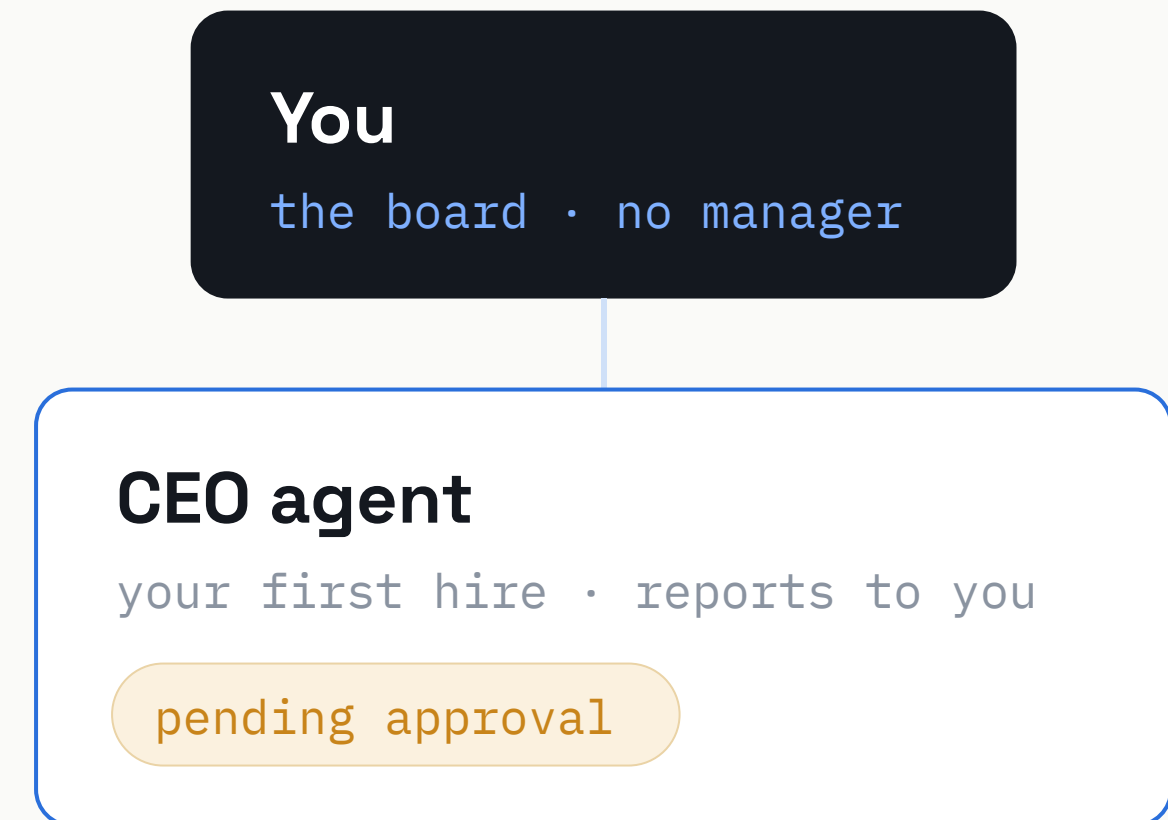 You
the board · no manager
CEO agent
your first hire · reports to you
pending approval